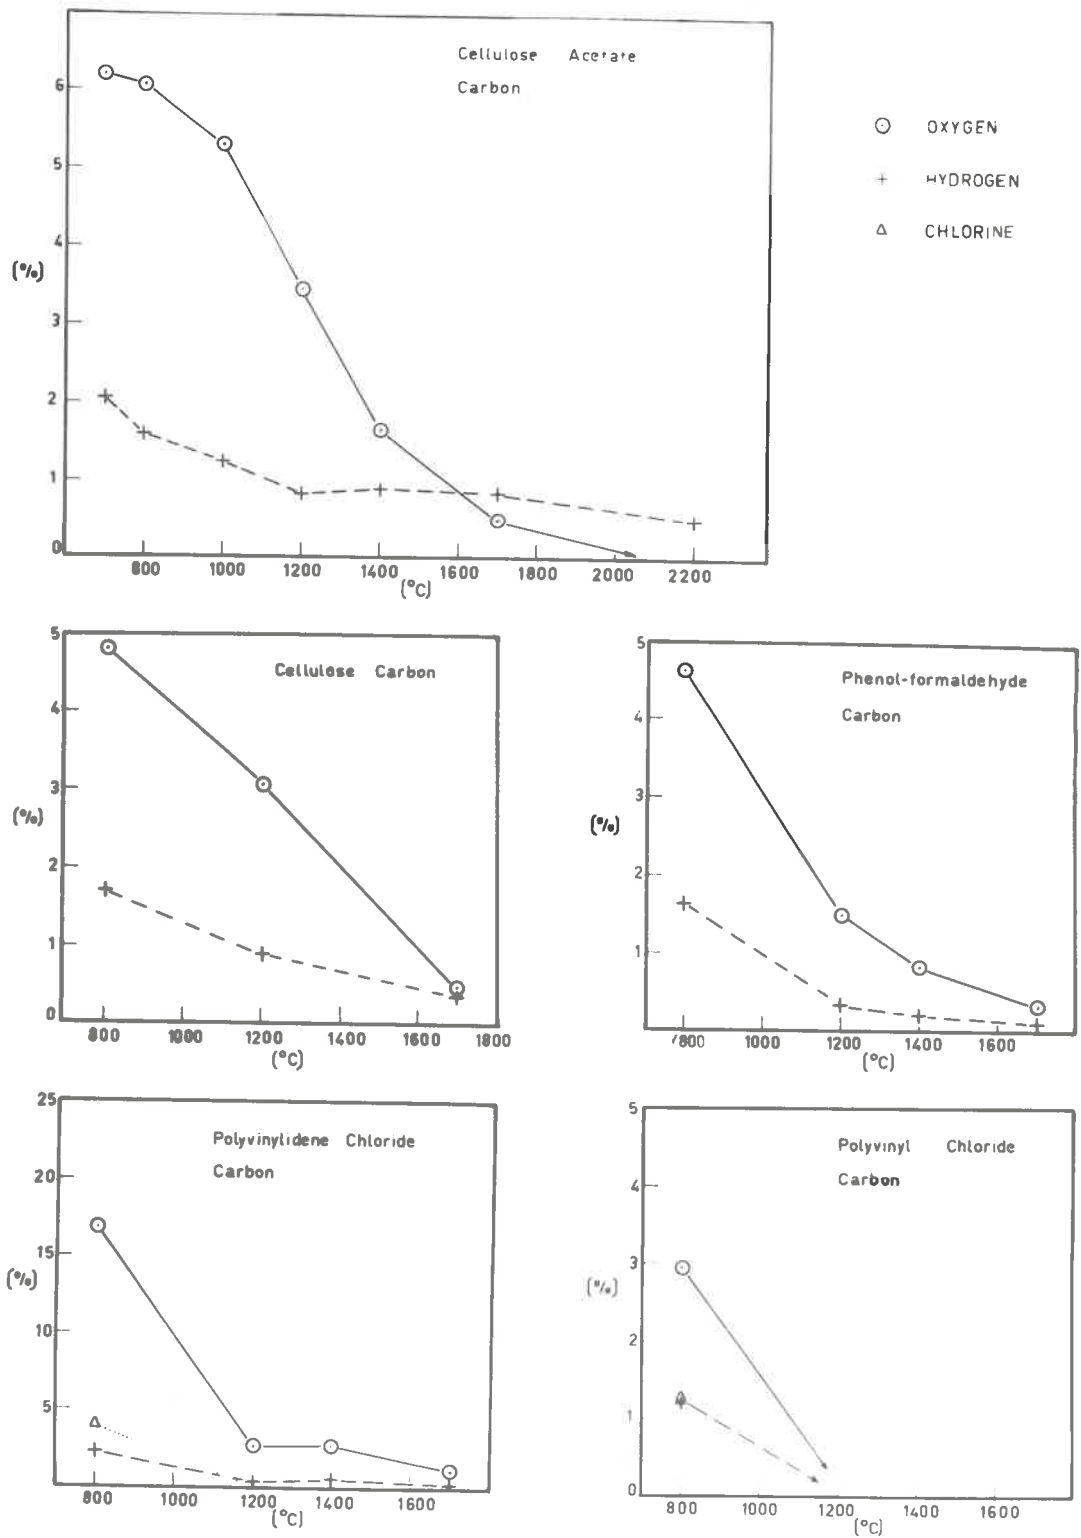 Cellulose Acetate
Carbon
6
5
4
3
2
1
0
(%)
800 1000 1200 1400 1600 1800 2000 2200
(°C)
OXYGEN
HYDROGEN
CHLORINE
Cellulose Carbon
5
4
3
2
1
0
(%)
800 1000 1200 1400 1600 1800
(°C)
Phenol-formaldehyde
Carbon
5
4
3
2
1
(%)
800 1000 1200 1400 1600
(°C)
Polyvinylidene Chloride
Carbon
25
20
15
10
5
(%)
800 1000 1200 1400 1600
(°C)
Polyvinyl Chloride
Carbon
5
4
3
2
1
0
(%)
800 1000 1200 1400 1600
(°C)